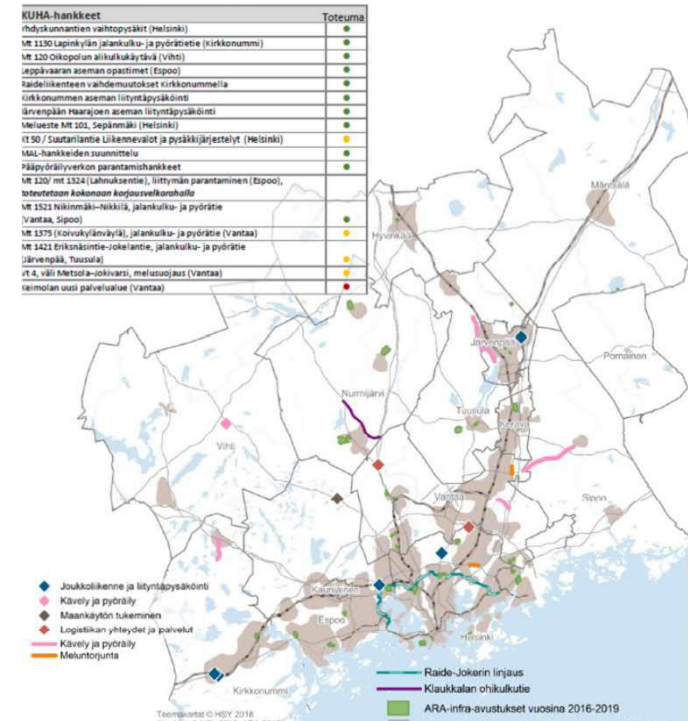 KUHA-hankkeet Toteuma
Yhdyskunnantien vaihtopysäkit (Helsinki)
Mt 1130 Lapinkylän jalankulku- ja pyörätietie (Kirkkonummi)
Mt 120 Oikopolun alikulkukäytävä (Vihti)
Leppävaaran aseman opastimet (Espoo)
Raideliikenteen vaihdemuutokset Kirkkonummella
Kirkkonummen aseman liityntäpysäköinti
Järvenpään Haarajoen aseman liityntäpysäköinti
Melueste Mt 101, Sepänmäki (Helsinki)
Kt 50 / Suutarilantie Liikennevalot ja pysäkkijärjestelyt (Helsinki)
MAL-hankkeiden suunnittelu
Pääpyöräilyverkon parantamishankkeet
Mt 120/ mt 1324 (Lahnuksentie), liittymän parantaminen (Espoo),
toteutetaan kokonaan korjausvelkarahalla
Mt 1521 Nikinmäki–Nikkilä, jalankulku- ja pyörätie
(Vantaa, Sipoo)
Mt 1375 (Koivukylänväylä), jalankulku- ja pyörätie (Vantaa)
Mt 1421 Eriksnäsintie-Jokelantie, jalankulku- ja pyörätie
(Järvenpää, Tuusula)
Vt 4, väli Metsola–Jokivarsi, melusuojaus (Vantaa)
Keimolan uusi palvelualue (Vantaa)
Mäntsälä
Hyvinkää
Järvenpää
Pornainen
Nurmijärvi
Tuusula
Kerava
Vihti
Vantaa
Sipoo
Kauniainen
Espoo
Helsinki
Kirkkonummi
Joukkoliikenne ja liityntäpysäköinti
Kävely ja pyöräily
Maankäytön tukeminen
Logistiikan yhteydet ja palvelut
Kävely ja pyöräily
Meluntorjunta
Raide-Jokerin linjaus
Klaukkalan ohikulkutie
ARA-infra-avustukset vuosina 2016-2019
Teemakartat © HSY 2018